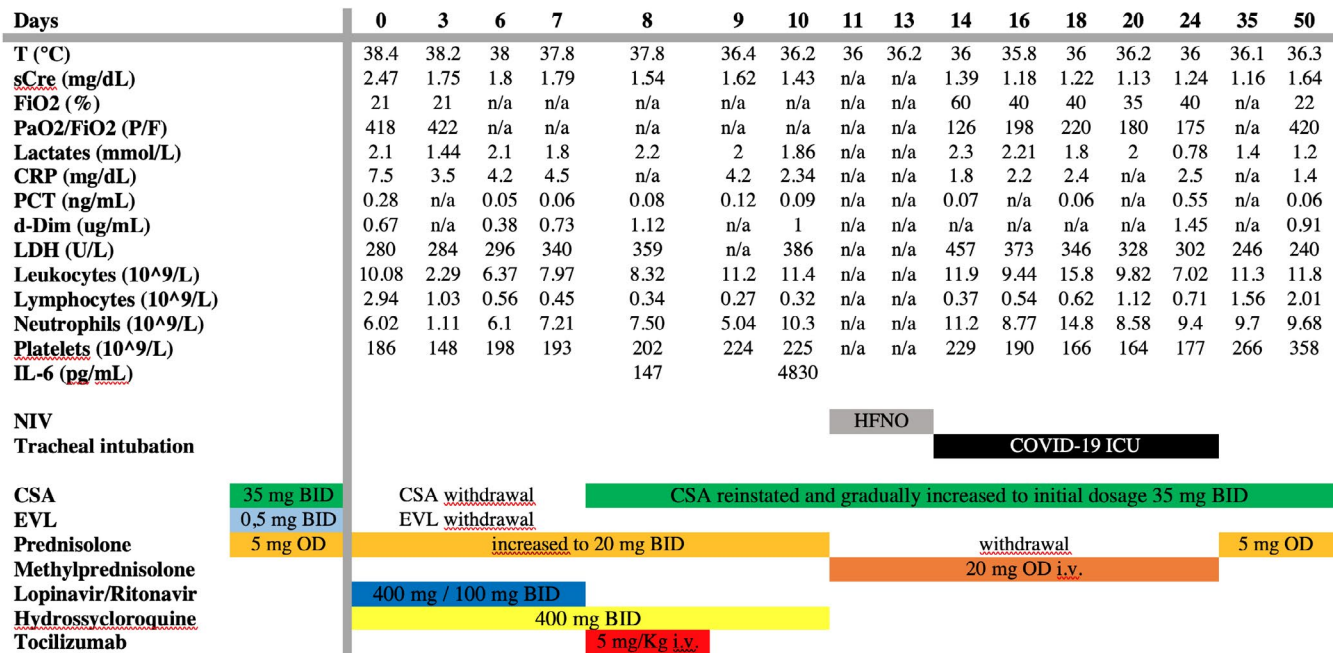 Days 0 3 6 7 8 9 10 11 13 14 16 18 20 24 35 50
T (°C) 38.4 38.2 38 37.8 37.8 36.4 36.2 36 36.2 36 35.8 36 36.2 36 36.1 36.3
sCre (mg/dL) 2.47 1.75 1.8 1.79 1.54 1.62 1.43 n/a n/a 1.39 1.18 1.22 1.13 1.24 1.16 1.64
FiO2 (%) 21 21 n/a n/a n/a n/a n/a n/a n/a 60 40 40 35 40 n/a 22
PaO2/FiO2 (P/F) 418 422 n/a n/a n/a n/a n/a n/a n/a 126 198 220 180 175 n/a 420
Lactates (mmol/L) 2.1 1.44 2.1 1.8 2.2 2 1.86 n/a n/a 2.3 2.21 1.8 2 0.78 1.4 1.2
CRP (mg/dL) 7.5 3.5 4.2 4.5 n/a 4.2 2.34 n/a n/a 1.8 2.2 2.4 n/a 2.5 n/a 1.4
PCT (ng/mL) 0.28 n/a 0.05 0.06 0.08 0.12 0.09 n/a n/a 0.07 n/a 0.06 n/a 0.55 n/a 0.06
d-Dim (ug/mL) 0.67 n/a 0.38 0.73 1.12 n/a 1 n/a n/a n/a n/a n/a n/a 1.45 n/a 0.91
LDH (U/L) 280 284 296 340 359 n/a 386 n/a n/a 457 373 346 328 302 246 240
Leukocytes (10^9/L) 10.08 2.29 6.37 7.97 8.32 11.2 11.4 n/a n/a 11.9 9.44 15.8 9.82 7.02 11.3 11.8
Lymphocytes (10^9/L) 2.94 1.03 0.56 0.45 0.34 0.27 0.32 n/a n/a 0.37 0.54 0.62 1.12 0.71 1.56 2.01
Neutrophils (10^9/L) 6.02 1.11 6.1 7.21 7.50 5.04 10.3 n/a n/a 11.2 8.77 14.8 8.58 9.4 9.7 9.68
Platelets (10^9/L) 186 148 198 193 202 224 225 n/a n/a 229 190 166 164 177 266 358
IL-6 (pg/mL) 147 4830
NIV HFNO
Tracheal intubation COVID-19 ICU
CSA 35 mg BID CSA withdrawal CSA reinstated and gradually increased to initial dosage 35 mg BID
EVL 0,5 mg BID EVL withdrawal
Prednisolone 5 mg OD increased to 20 mg BID withdrawal 5 mg OD
Methylprednisolone 20 mg OD i.v.
Lopinavir/Ritonavir 400 mg / 100 mg BID
Hydrossycloroquine 400 mg BID
Tocilizumab 5 mg/Kg i.v.